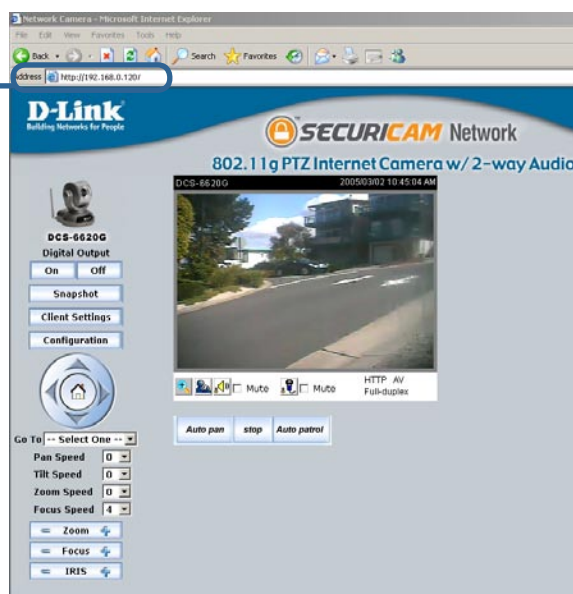 Network Camera - Microsoft Internet Explorer
File Edit View Favorites Tools Help
Back Search Favorites
Address http://192.168.0.120/
D-Link
Building Networks for People
SECURICAM Network
802.11g PTZ Internet Camera w/ 2-way Audio
DCS-6620G 2005/03/02 10:45:04 AM
DCS-6620G
Digital Output
On Off
Snapshot
Client Settings
Configuration
Mute Mute HTTP AV
Full-duplex
Auto pan stop Auto patrol
Go To -- Select One --
Pan Speed 0
Tilt Speed 0
Zoom Speed 0
Focus Speed 4
Zoom
Focus
IRIS